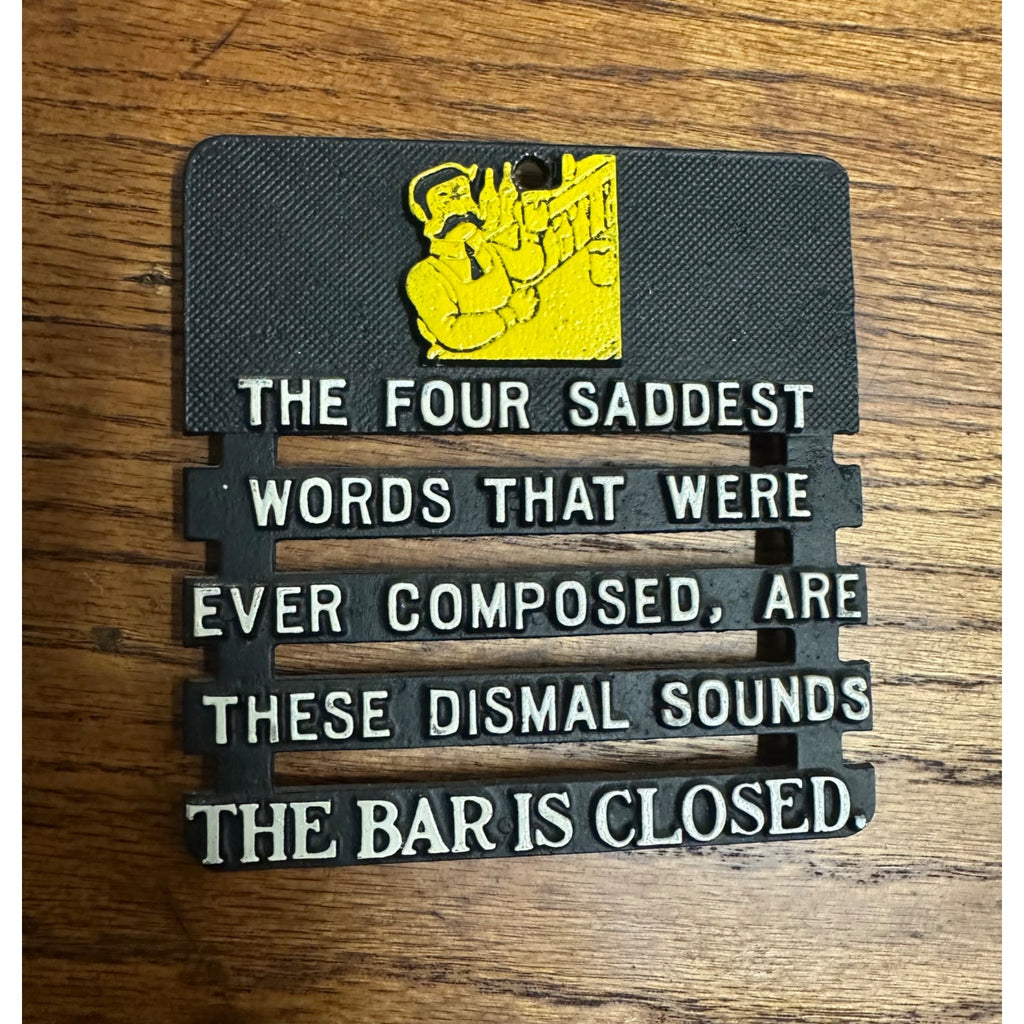 THE FOUR SADDEST
WORDS THAT WERE
EVER COMPOSED, ARE
THESE DISMAL SOUNDS
THE BAR IS CLOSED.